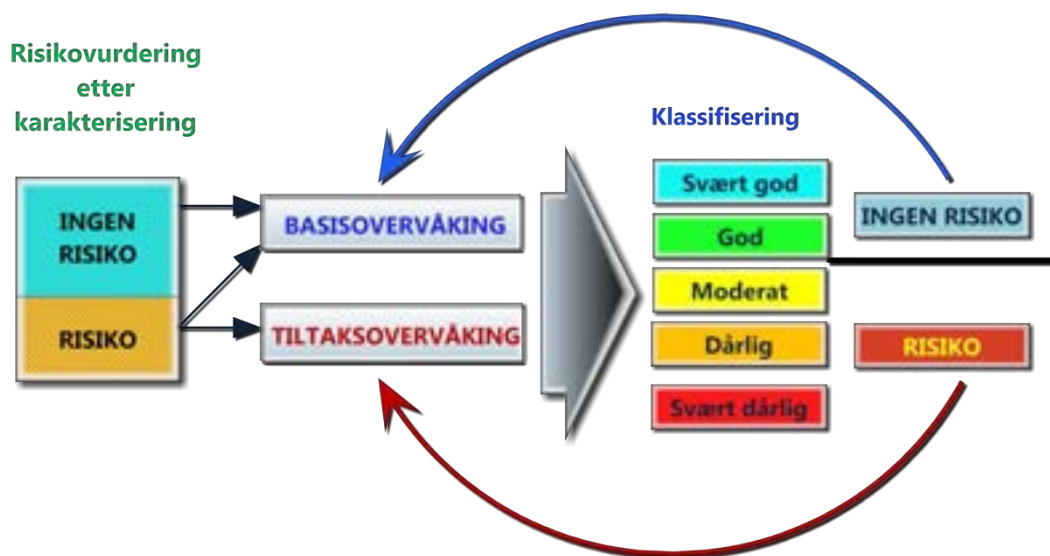 Risikovurdering
etter
karakterisering
INGEN
RISIKO
RISIKO
BASISOVERVÅKING
TILTAKSOVERVÅKING
Klassifisering
Svært god
God
Moderat
Dårlig
Svært dårlig
INGEN RISIKO
RISIKO